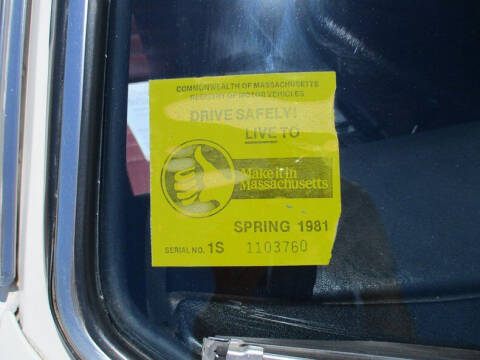 COMMONWEALTH OF MASSACHUSETTS
REGISTRY OF MOTOR VEHICLES
DRIVE SAFELY!
LIVE TO
Make it in
Massachusetts
SPRING 1981
SERIAL NO. 1S 1103760